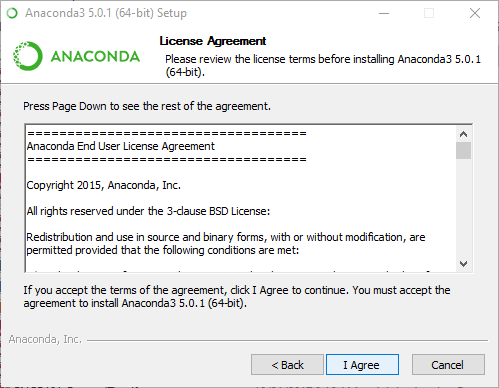 Anaconda3 5.0.1 (64-bit) Setup
ANACONDA
License Agreement
Please review the license terms before installing Anaconda3 5.0.1
(64-bit).
Press Page Down to see the rest of the agreement.
===================================
Anaconda End User License Agreement
===================================
Copyright 2015, Anaconda, Inc.
All rights reserved under the 3-clause BSD License:
Redistribution and use in source and binary forms, with or without modification, are
permitted provided that the following conditions are met:
If you accept the terms of the agreement, click I Agree to continue. You must accept the
agreement to install Anaconda3 5.0.1 (64-bit).
Anaconda, Inc.
< Back
I Agree
Cancel